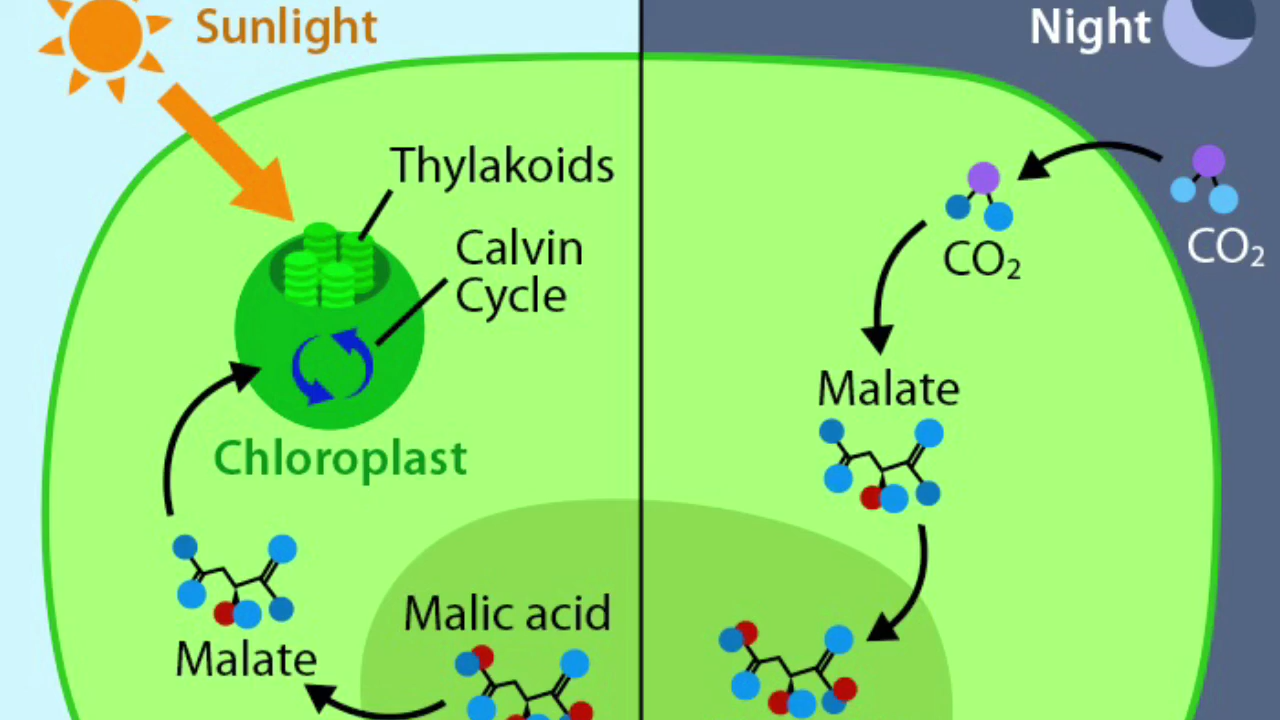 Sunlight
Night
Thylakoids
Calvin
Cycle
CO₂
CO₂
Malate
Chloroplast
Malic acid
Malate